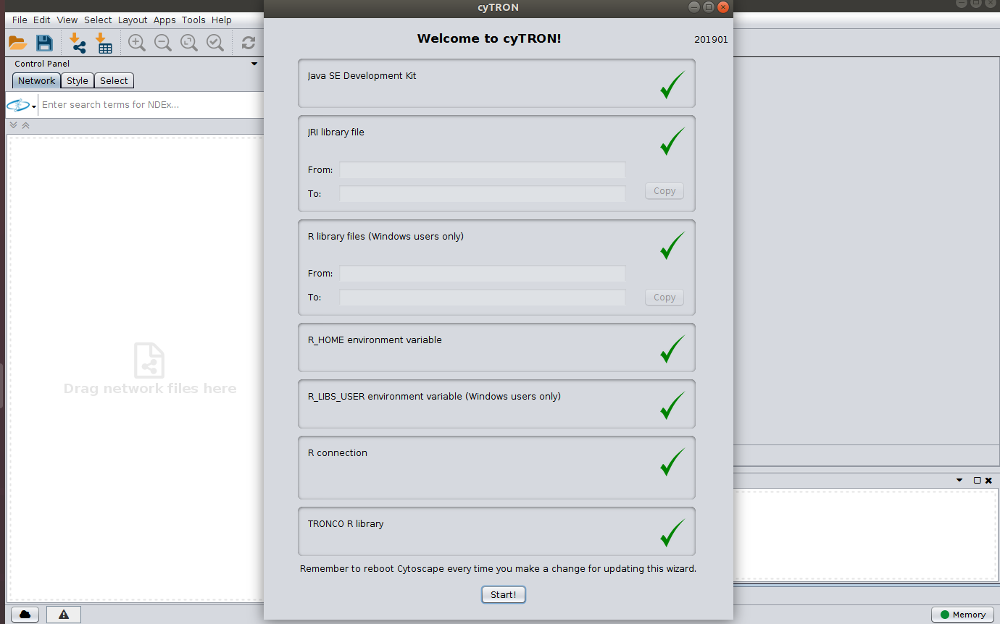 cyTRON
File Edit View Select Layout Apps Tools Help
Welcome to cyTRON!
201901
Control Panel
Network Style Select
Enter search terms for NDEx...
Drag network files here
Java SE Development Kit
JRI library file
From:
To:
Copy
R library files (Windows users only)
From:
To:
Copy
R_HOME environment variable
R_LIBS_USER environment variable (Windows users only)
R connection
TRONCO R library
Remember to reboot Cytoscape every time you make a change for updating this wizard.
Start!
Memory